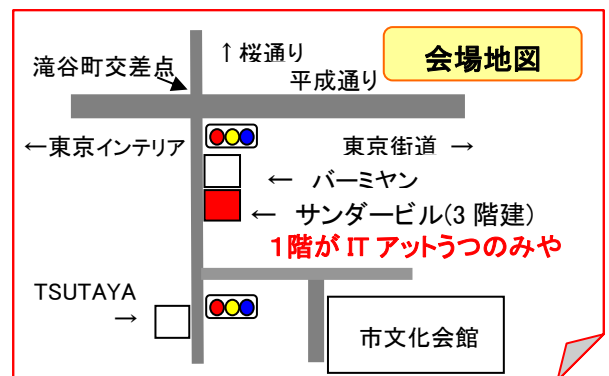 会場地図
↑桜通り
滝谷町交差点
平成通り
←東京インテリア
東京街道 →
← バーミヤン
← サンダービル(3 階建)
1階が IT アットうつのみや
TSUTAYA
→
市文化会館